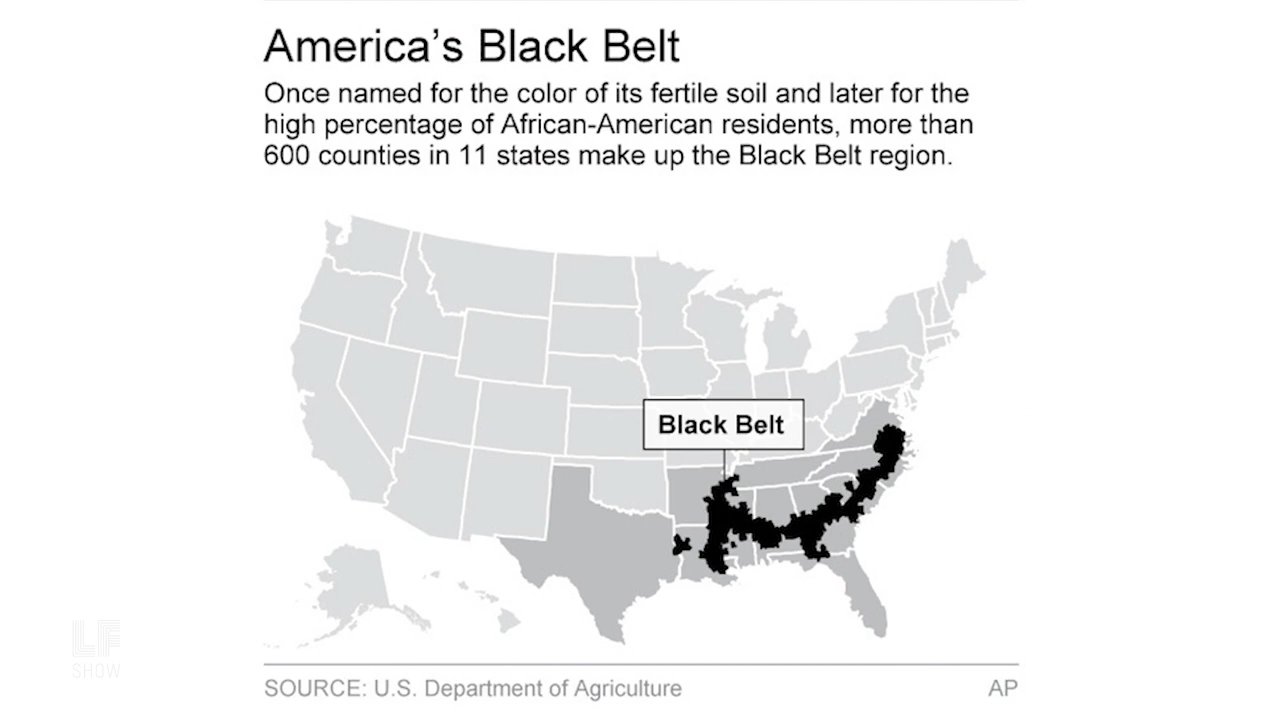 America's Black Belt
Once named for the color of its fertile soil and later for the
high percentage of African-American residents, more than
600 counties in 11 states make up the Black Belt region.
Black Belt
LF
SHOW
SOURCE: U.S. Department of Agriculture
AP